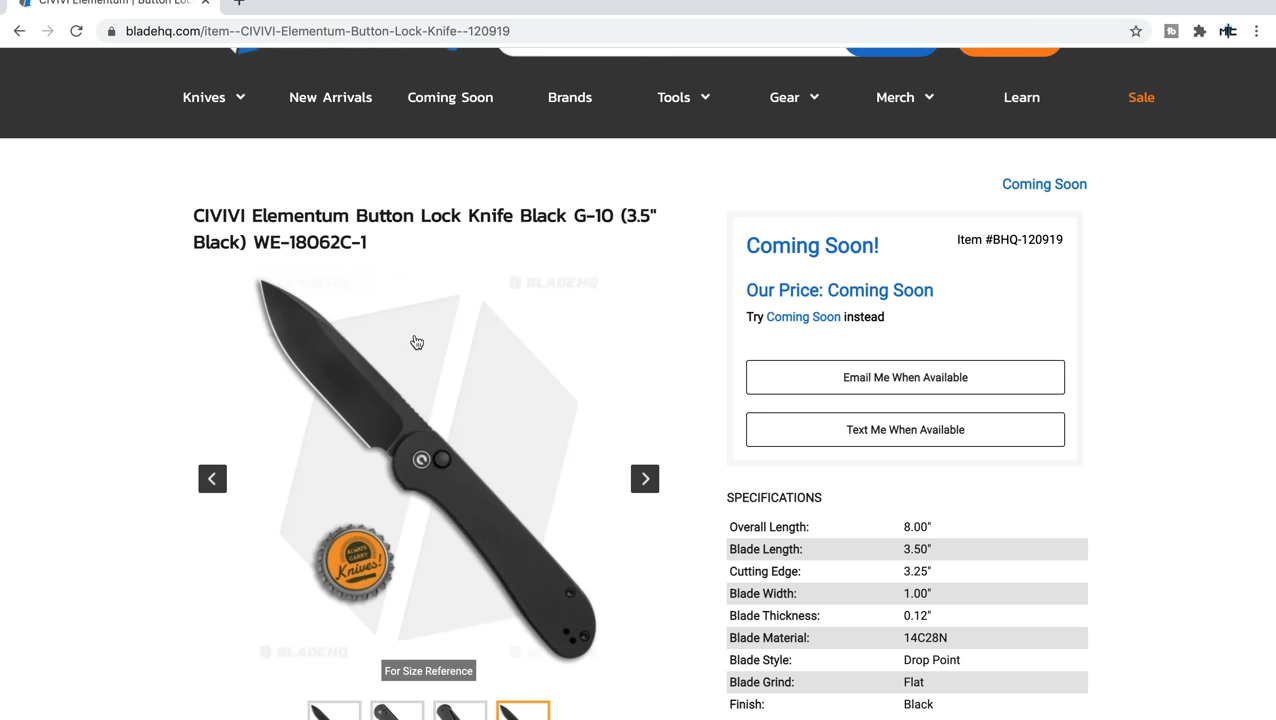 CIVIVI Elementum | Button Loc
bladehq.com/item--CIVIVI-Elementum-Button-Lock-Knife--120919
Knives
New Arrivals
Coming Soon
Brands
Tools
Gear
Merch
Learn
Sale
Coming Soon
CIVIVI Elementum Button Lock Knife Black G-10 (3.5"
Black) WE-18062C-1
Coming Soon!
Item #BHQ-120919
Our Price: Coming Soon
Try Coming Soon instead
Email Me When Available
Text Me When Available
BLADEHQ
ALWAYS
CARRY
Knives!
BLADEHQ
For Size Reference
SPECIFICATIONS
Overall Length: 8.00"
Blade Length: 3.50"
Cutting Edge: 3.25"
Blade Width: 1.00"
Blade Thickness: 0.12"
Blade Material: 14C28N
Blade Style: Drop Point
Blade Grind: Flat
Finish: Black